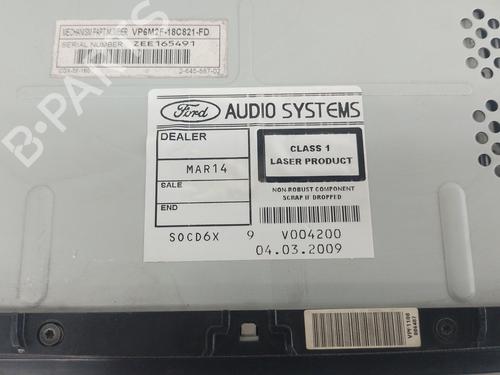 MECHANISM PART NUMBER VP6M2F-18C821-FD
SERIAL NUMBER ZEE165491
2-645-667-02
B-PARTS
Ford AUDIO SYSTEMS
DEALER
MAR14
SALE
END
CLASS 1
LASER PRODUCT
NON-ROBUST COMPONENT
SCRAP IF DROPPED
SOCD6X 9 V004200
04.03.2009